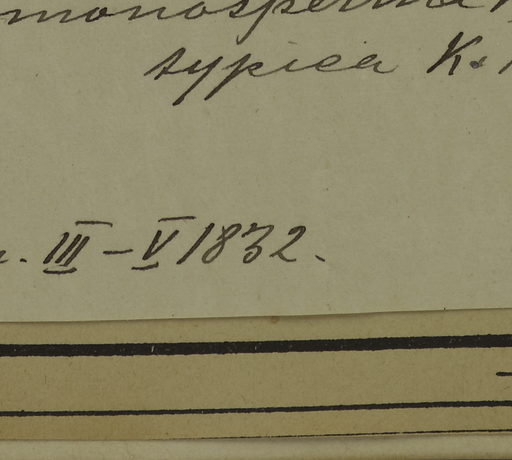 monosperma
typica K.
. III – V 1832.